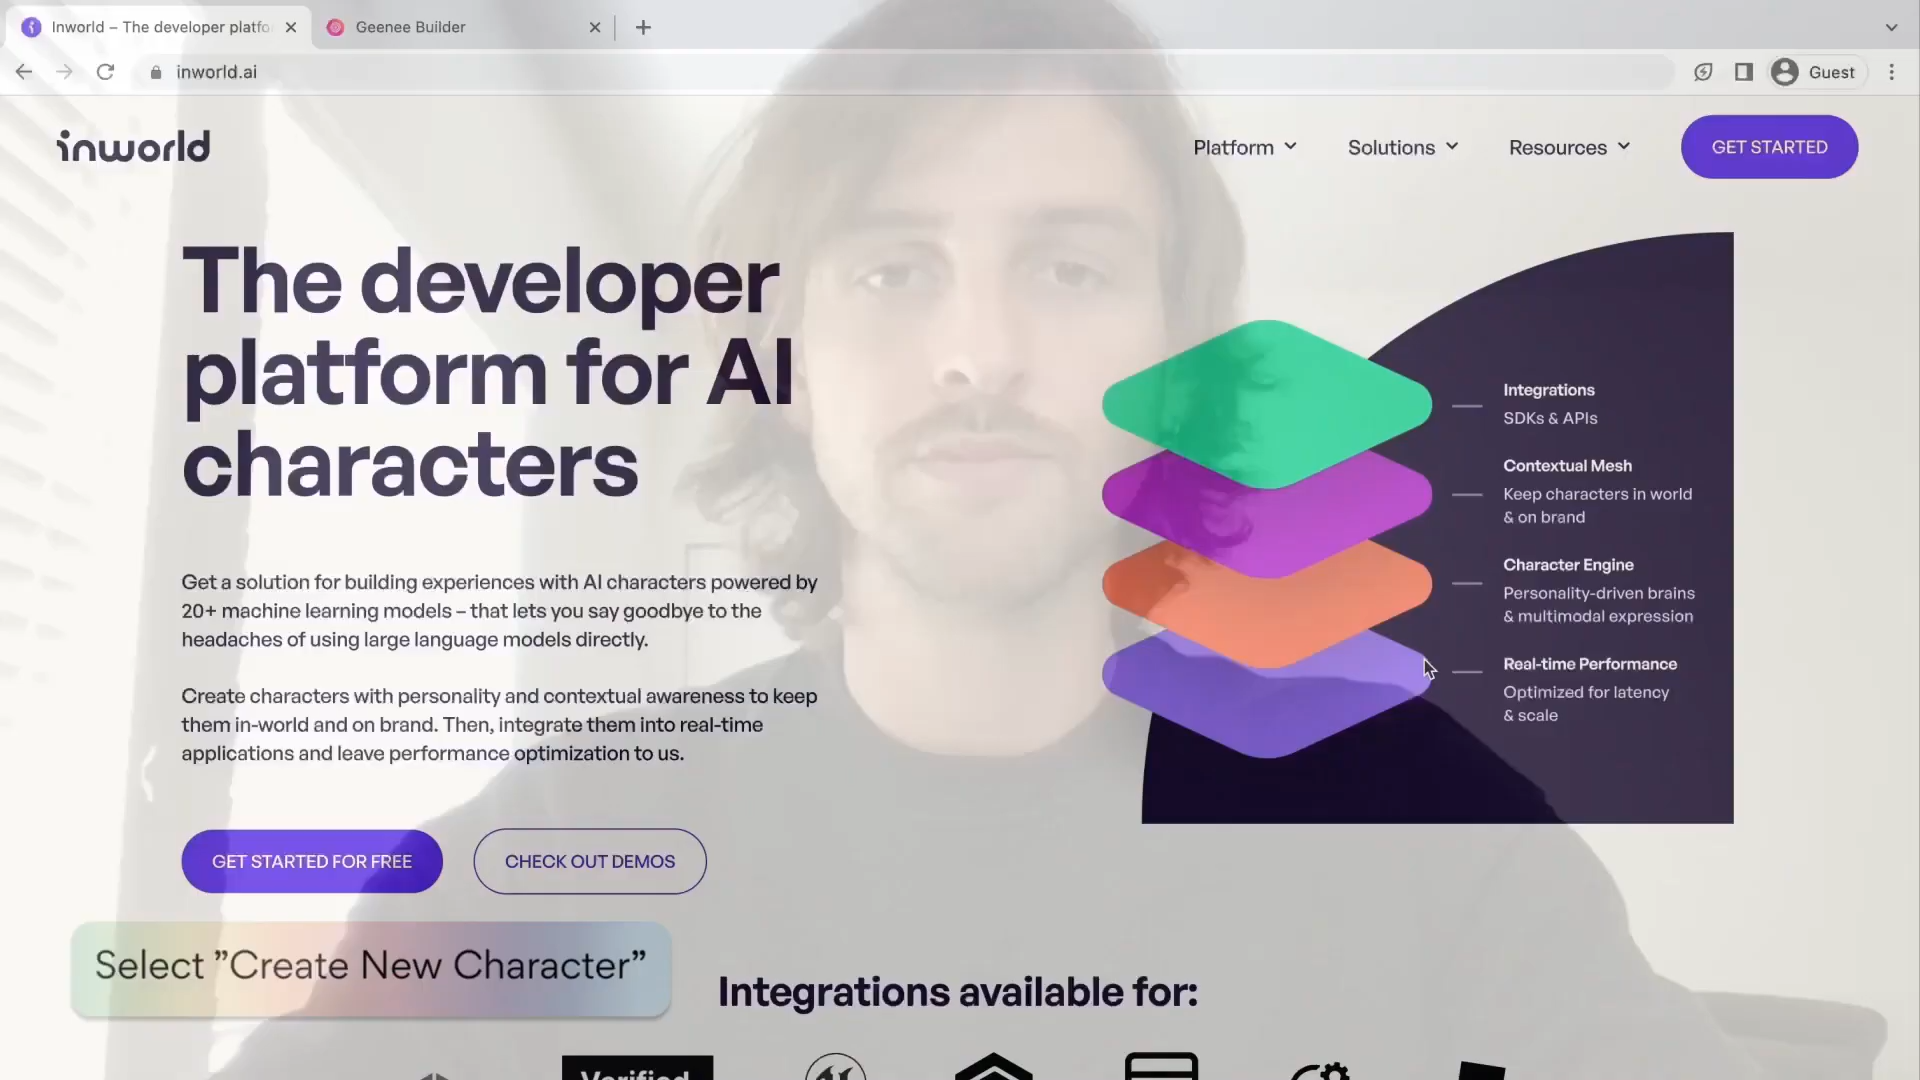 Inworld – The developer platfo
Geenee Builder
inworld.ai
Guest
inworld
Platform
Solutions
Resources
GET STARTED
The developer
platform for AI
characters
Integrations
SDKs & APIs
Contextual Mesh
Keep characters in world
& on brand
Character Engine
Personality-driven brains
& multimodal expression
Real-time Performance
Optimized for latency
& scale
Get a solution for building experiences with AI characters powered by
20+ machine learning models – that lets you say goodbye to the
headaches of using large language models directly.
Create characters with personality and contextual awareness to keep
them in-world and on brand. Then, integrate them into real-time
applications and leave performance optimization to us.
GET STARTED FOR FREE
CHECK OUT DEMOS
Select ”Create New Character”
Integrations available for:
Verified